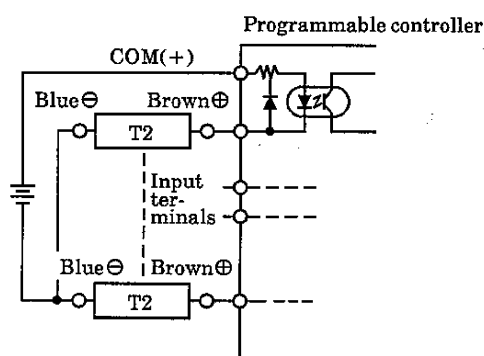 Programmable controller
COM(+)
Blue⊖ Brown⊕
T2
Input
ter-
minals
Blue⊖ Brown⊕
T2